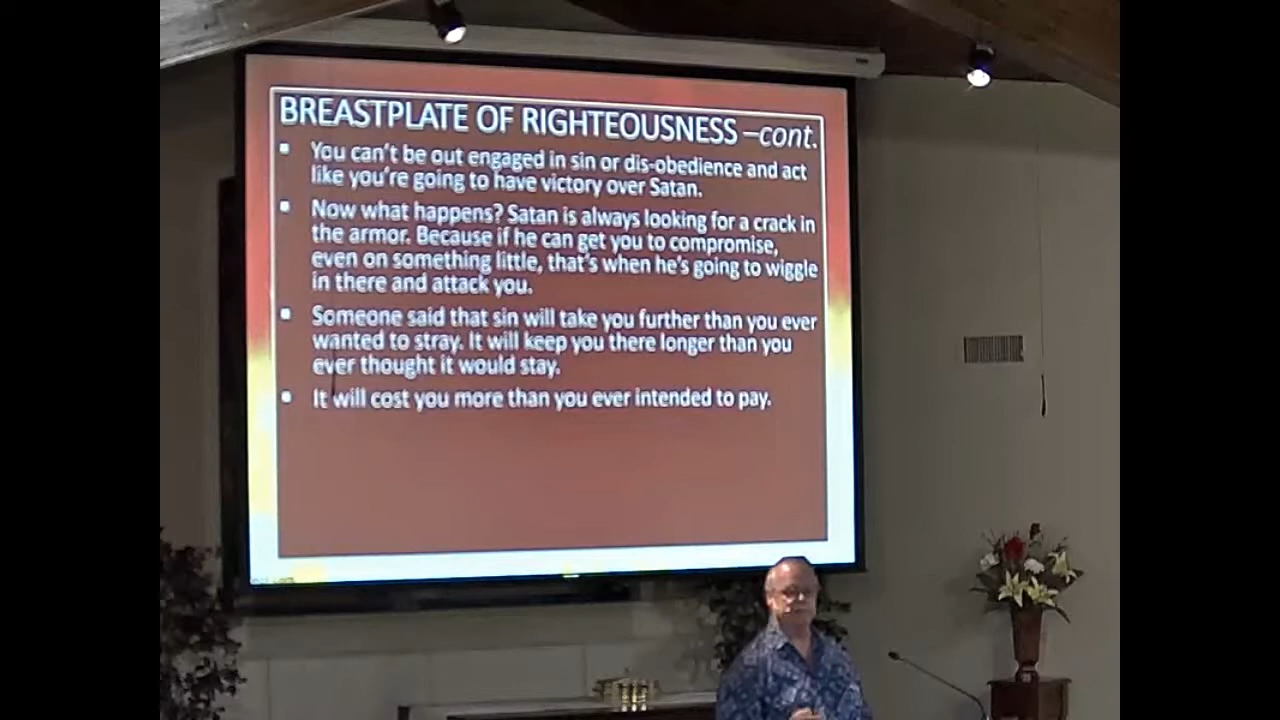 BREASTPLATE OF RIGHTEOUSNESS –cont.
▪ You can't be out engaged in sin or dis-obedience and act
like you're going to have victory over Satan.
▪ Now what happens? Satan is always looking for a crack in
the armor. Because if he can get you to compromise,
even on something little, that's when he's going to wiggle
in there and attack you.
▪ Someone said that sin will take you further than you ever
wanted to stray. It will keep you there longer than you
ever thought it would stay.
▪ It will cost you more than you ever intended to pay.